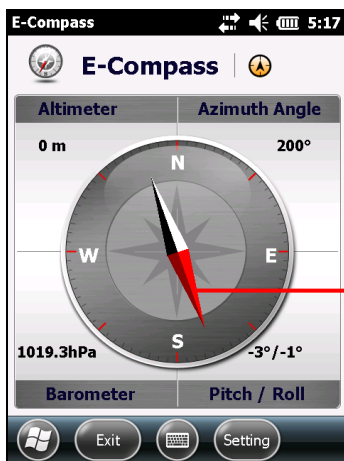 E-Compass 5:17
E-Compass
Altimeter Azimuth Angle
0 m 200°
N
W E
S
1019.3hPa -3°/-1°
Barometer Pitch / Roll
Exit Setting